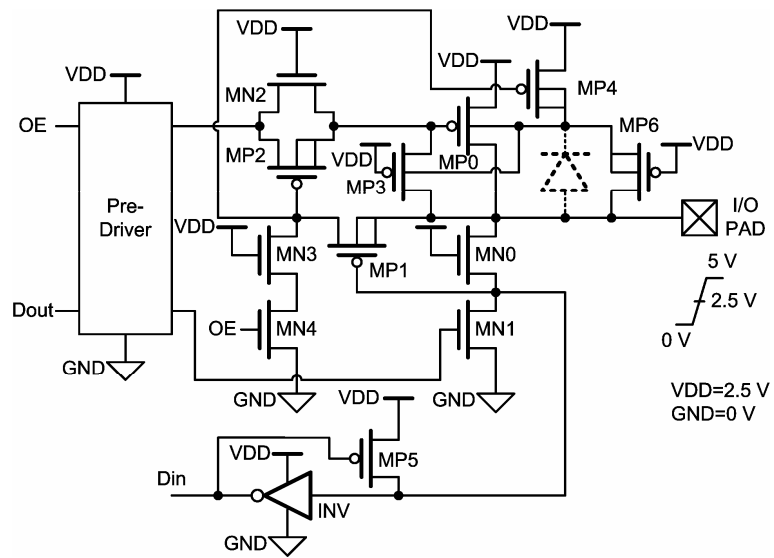 VDD
VDD
VDD
VDD
MN2
MP4
OE
MP2
VDD
MP3
MP0
MP6
VDD
Pre-
Driver
I/O
PAD
VDD
MN3
MP1
MN0
5 V
2.5 V
0 V
Dout
OE
MN4
MN1
GND
GND
GND
VDD=2.5 V
GND=0 V
VDD
MP5
VDD
Din
INV
GND